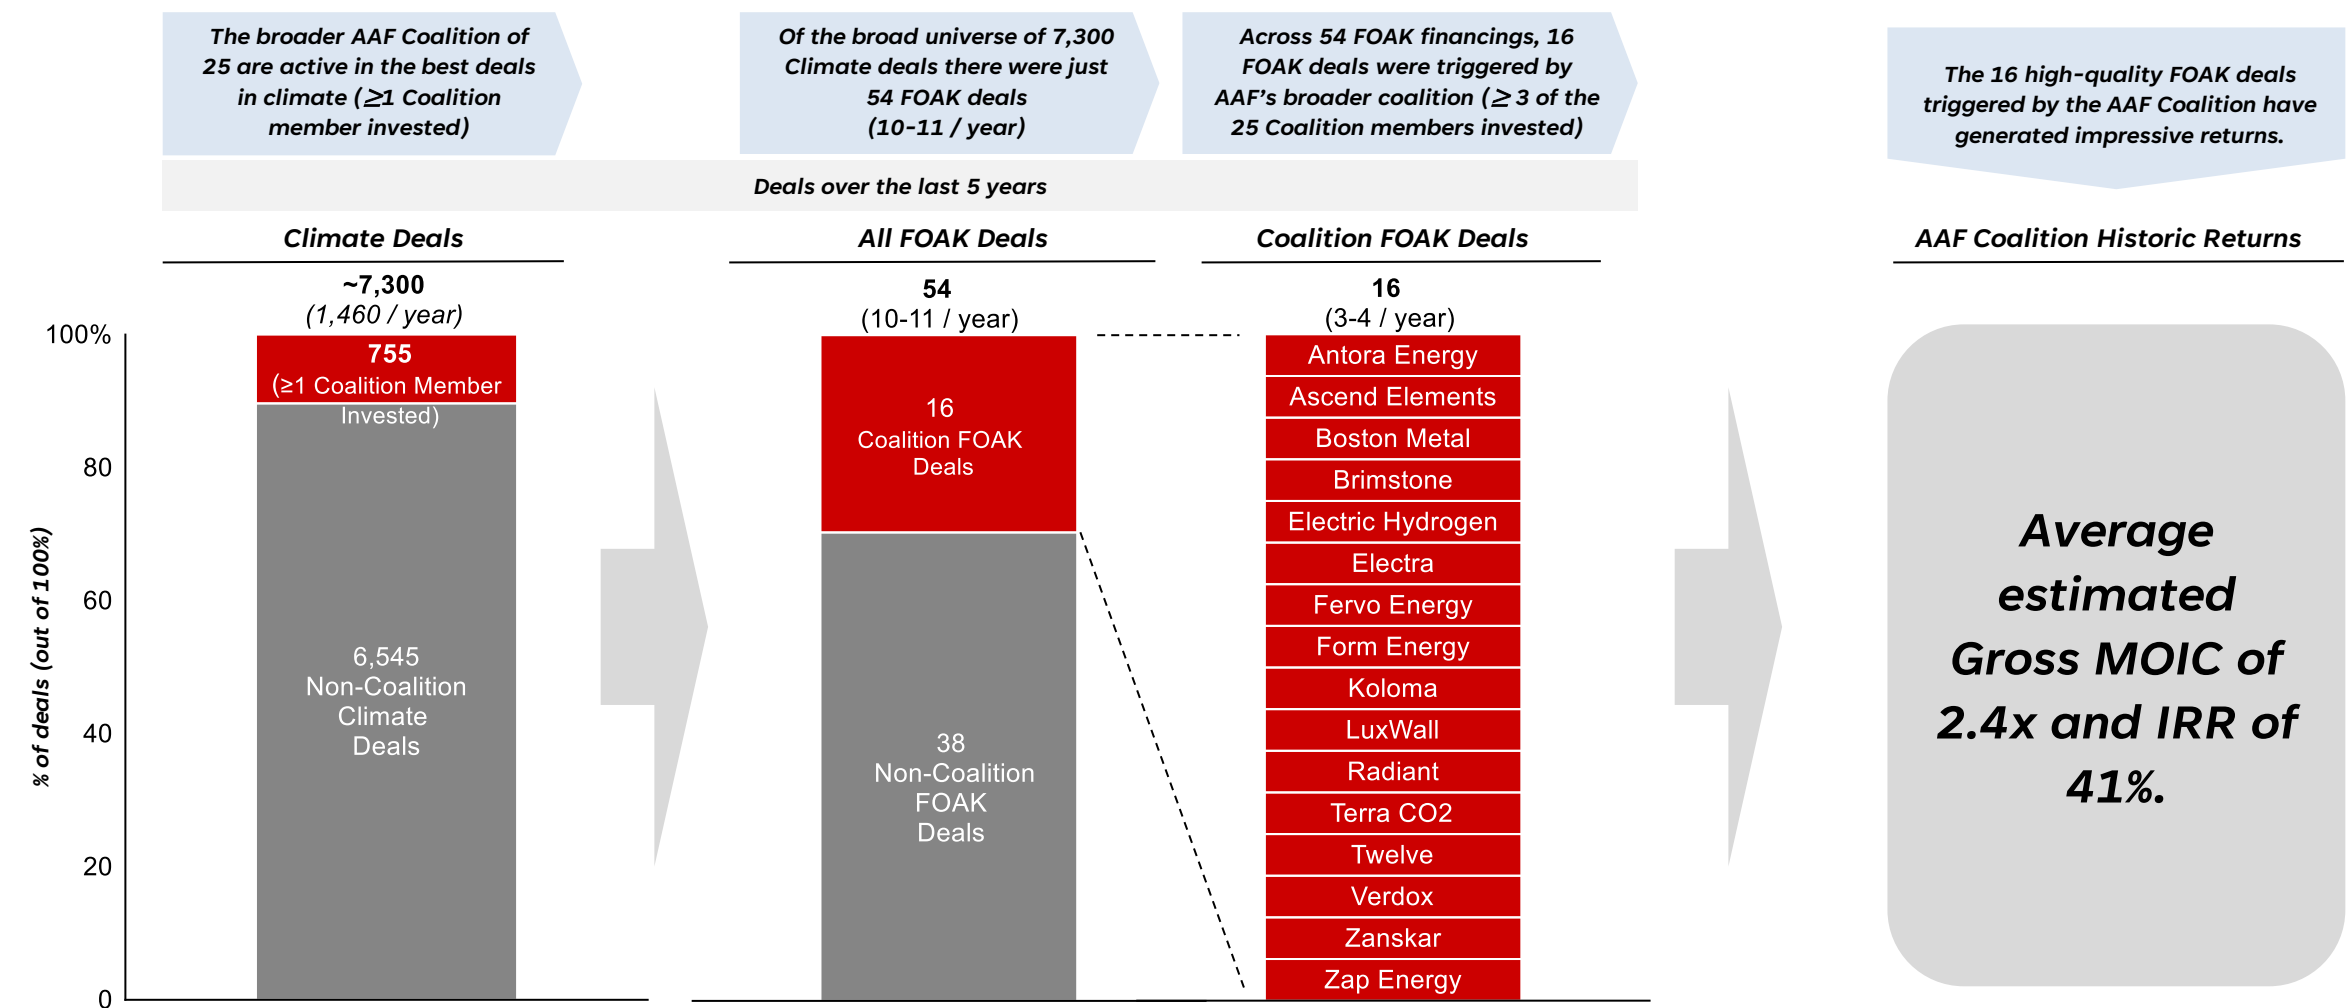 The broader AAF Coalition of
25 are active in the best deals
in climate (≥1 Coalition
member invested)
Of the broad universe of 7,300
Climate deals there were just
54 FOAK deals
(10-11 / year)
Across 54 FOAK financings, 16
FOAK deals were triggered by
AAF’s broader coalition (≥ 3 of the
25 Coalition members invested)
The 16 high-quality FOAK deals
triggered by the AAF Coalition have
generated impressive returns.
Deals over the last 5 years
Climate Deals
All FOAK Deals
Coalition FOAK Deals
AAF Coalition Historic Returns
~7,300
(1,460 / year)
54
(10-11 / year)
16
(3-4 / year)
% of deals (out of 100%)
100%
80
60
40
20
0
755
(≥1 Coalition Member
Invested)
6,545
Non-Coalition
Climate
Deals
16
Coalition FOAK
Deals
38
Non-Coalition
FOAK
Deals
Antora Energy
Ascend Elements
Boston Metal
Brimstone
Electric Hydrogen
Electra
Fervo Energy
Form Energy
Koloma
LuxWall
Radiant
Terra CO2
Twelve
Verdox
Zanskar
Zap Energy
Average
estimated
Gross MOIC of
2.4x and IRR of
41%.